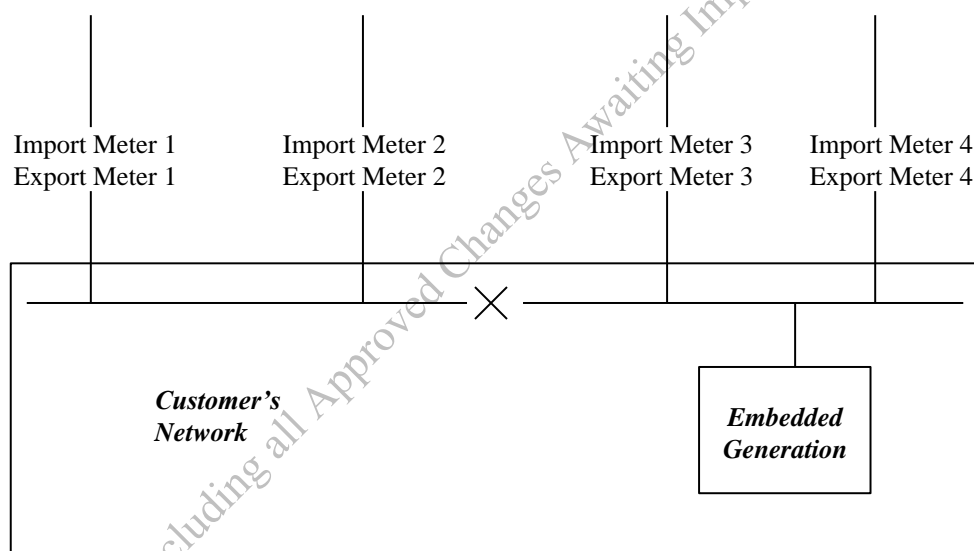 Import Meter 1 Import Meter 2 Import Meter 3 Import Meter 4
Export Meter 1 Export Meter 2 Export Meter 3 Export Meter 4
Customer's
Network
Embedded
Generation
all Approved Changes Awaiting